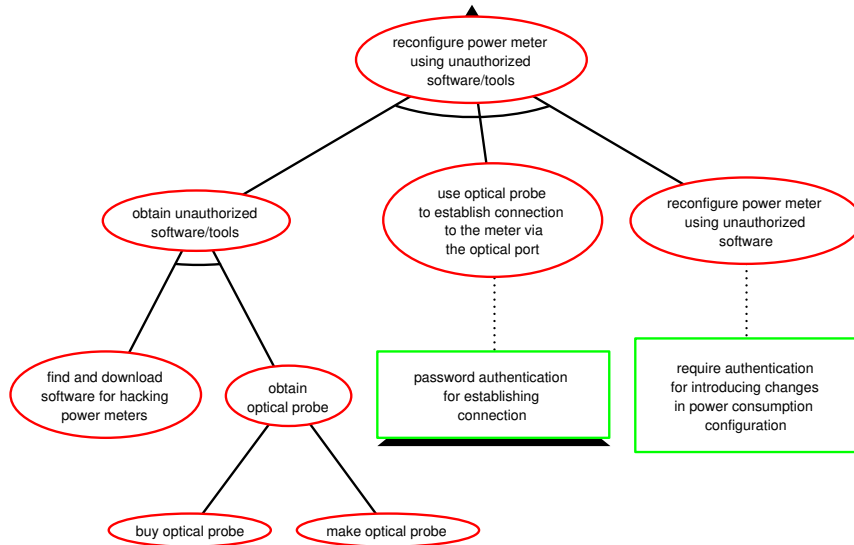 reconfigure power meter
using unauthorized
software/tools
obtain unauthorized
software/tools
use optical probe
to establish connection
to the meter via
the optical port
reconfigure power meter
using unauthorized
software
find and download
software for hacking
power meters
obtain
optical probe
password authentication
for establishing
connection
require authentication
for introducing changes
in power consumption
configuration
buy optical probe
make optical probe